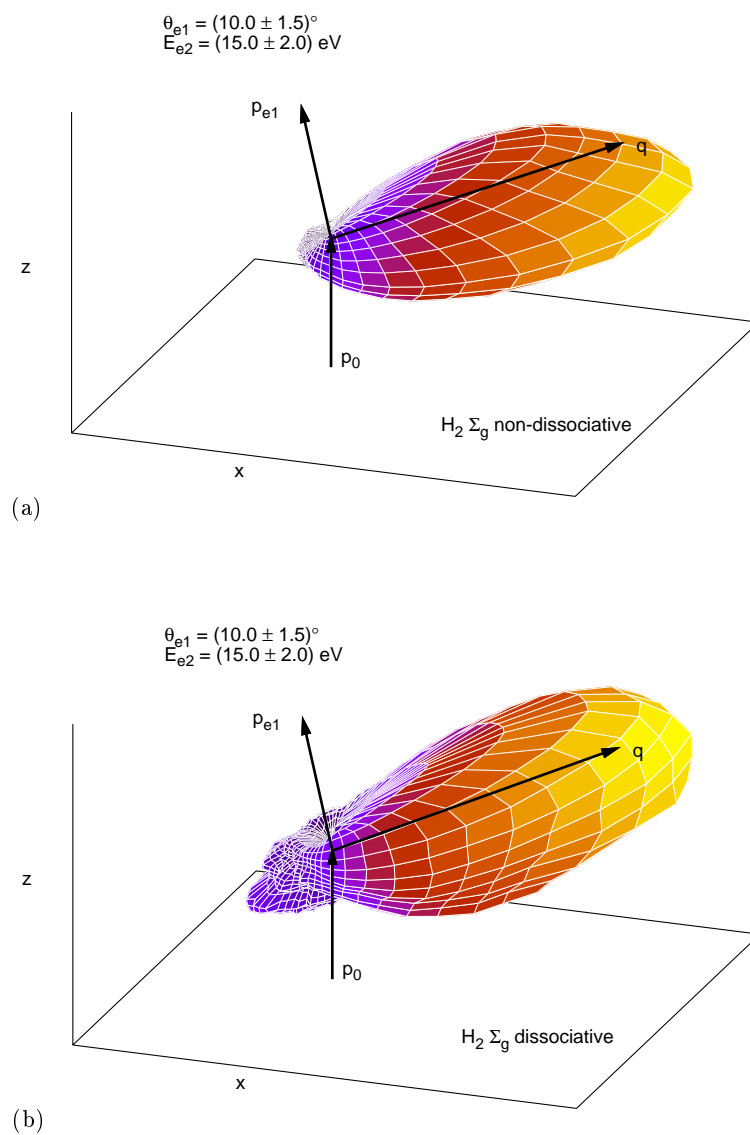 θe1 = (10.0 ± 1.5)°
Ee2 = (15.0 ± 2.0) eV
pe1
q
z
p0
H2 Σg non-dissociative
x
(a)
θe1 = (10.0 ± 1.5)°
Ee2 = (15.0 ± 2.0) eV
pe1
q
z
p0
H2 Σg dissociative
x
(b)